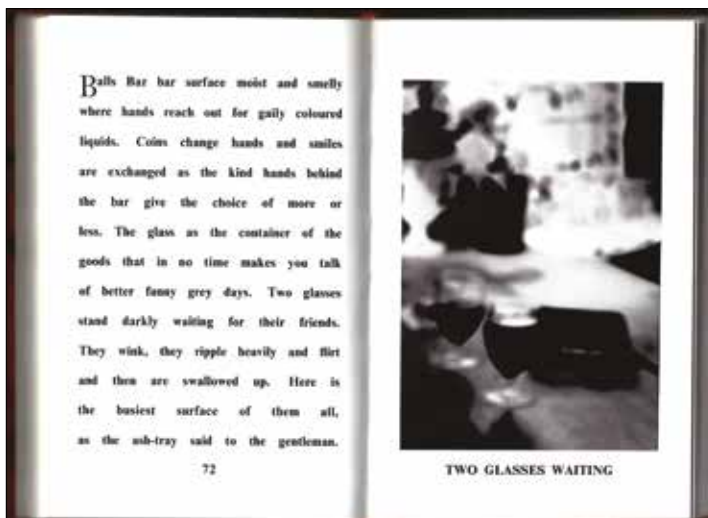 Balls Bar bar surface moist and smelly
where hands reach out for gaily coloured
liquids. Coins change hands and smiles
are exchanged as the kind hands behind
the bar give the choice of more or
less. The glass as the container of the
goods that in no time makes you talk
of better funny grey days. Two glasses
stand darkly waiting for their friends.
They wink, they ripple heavily and flirt
and then are swallowed up. Here is
the busiest surface of them all,
as the ash-tray said to the gentleman.
72
TWO GLASSES WAITING